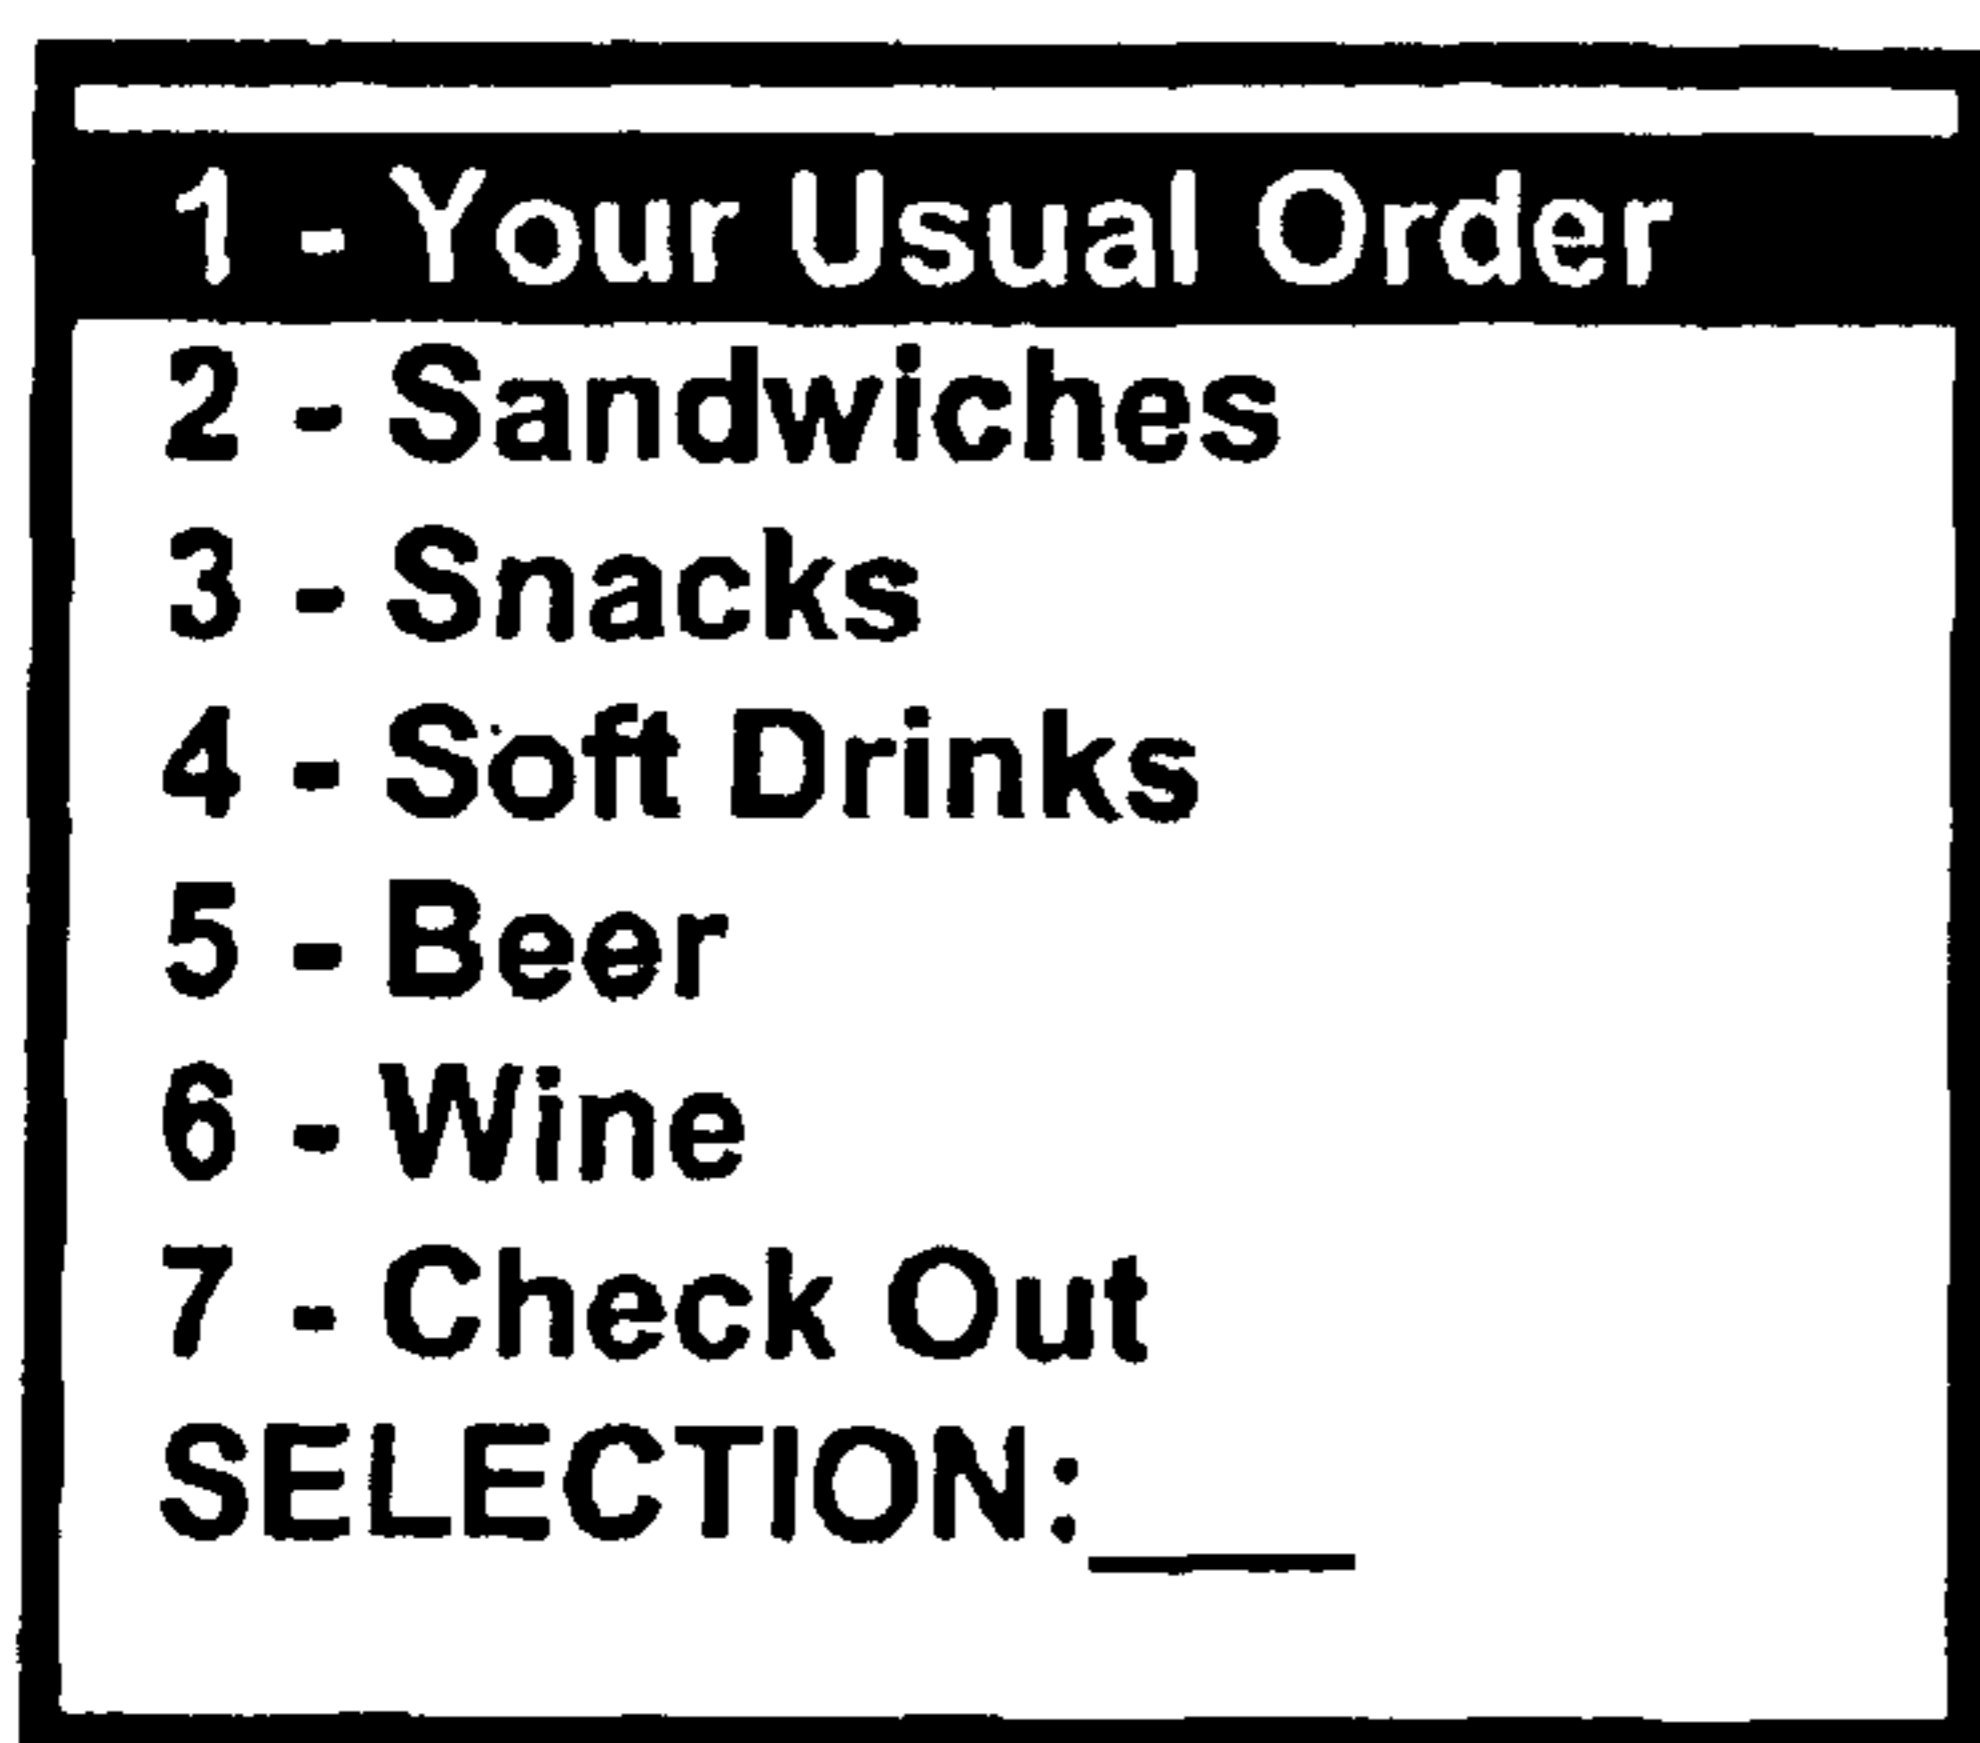 1 - Your Usual Order
2 - Sandwiches
3 - Snacks
4 - Soft Drinks
5 - Beer
6 - Wine
7 - Check Out
SELECTION:___